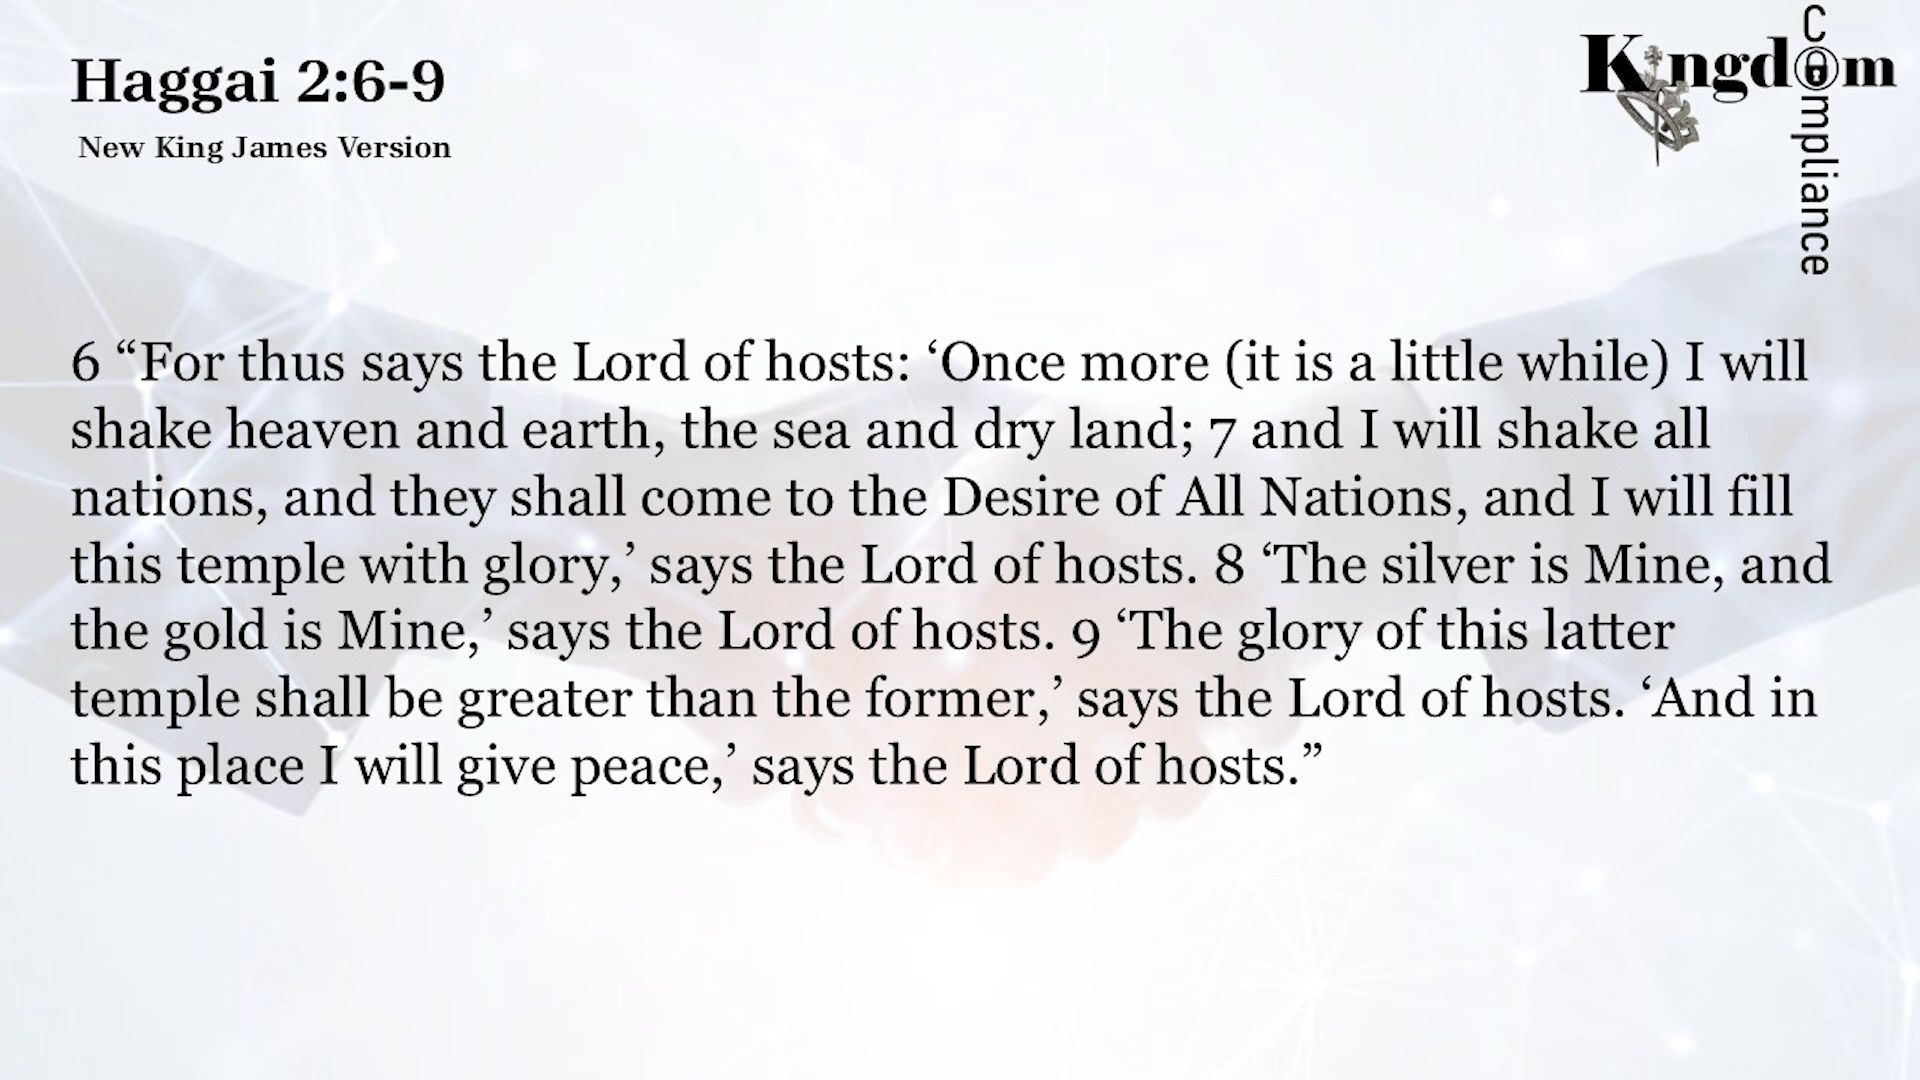 Haggai 2:6-9
New King James Version
Kingdom
Compliance
6 “For thus says the Lord of hosts: ‘Once more (it is a little while) I will
shake heaven and earth, the sea and dry land; 7 and I will shake all
nations, and they shall come to the Desire of All Nations, and I will fill
this temple with glory,’ says the Lord of hosts. 8 ‘The silver is Mine, and
the gold is Mine,’ says the Lord of hosts. 9 ‘The glory of this latter
temple shall be greater than the former,’ says the Lord of hosts. ‘And in
this place I will give peace,’ says the Lord of hosts.”